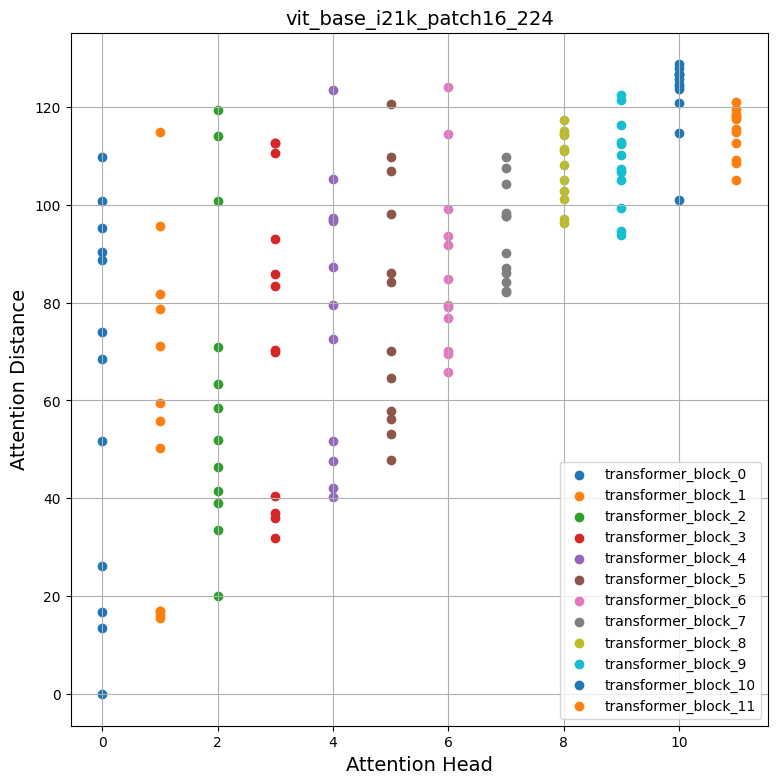 vit_base_i21k_patch16_224
Attention Distance
120
100
80
60
40
20
0
0 2 4 6 8 10
Attention Head
transformer_block_0
transformer_block_1
transformer_block_2
transformer_block_3
transformer_block_4
transformer_block_5
transformer_block_6
transformer_block_7
transformer_block_8
transformer_block_9
transformer_block_10
transformer_block_11